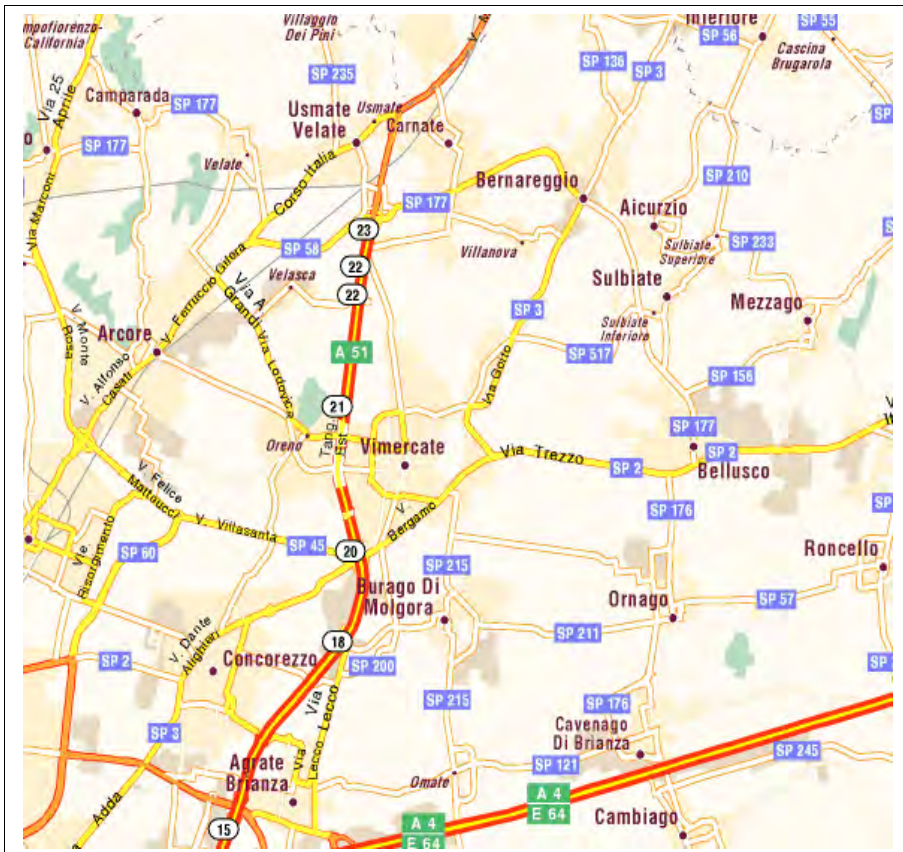 Inferiore
Villaggio
Dei Pini
SP 56
SP 55
California
Cascina
Brugarola
SP 136
SP 3
SP 235
Via 25
Aprile
Camparada
SP 177
Usmate
Velate
Usmate
Carnate
SP 177
Velate
Corso Italia
SP 210
Bernareggio
SP 177
Via Marconi
Aicurzio
23
SP 58
Villanova
Sulbiate
Superiore
SP 233
V. Ferruccio Gilera
22
Velasca
22
Sulbiate
Mezzago
Via A.
Grandi
SP 3
Sulbiate
Inferiore
V. Monte
Rosa
Arcore
A 51
SP 517
Via Lodovica
V. Alfonso
Casati
SP 156
Via Goito
21
Tang.
Est
Oreno
Vimercate
SP 177
Via Trezzo
SP 2
SP 2
Bellusco
V. Felice
Matteucci
V. Villasanta
V.
Bergamo
SP 176
SP 60
SP 45
20
Vie
Risorgimento
SP 215
Roncello
Burago Di
Molgora
Ornago
SP 57
18
SP 211
V. Dante
Alighieri
SP 2
Concorezzo
SP 200
SP 215
SP 176
Via
Lecco
SP 3
Cavenago
Di Brianza
SP 245
Via
Lecco
Agrate
Brianza
SP 121
Omate
Adda
A 4
E 64
A 4
E 64
Cambiago
15